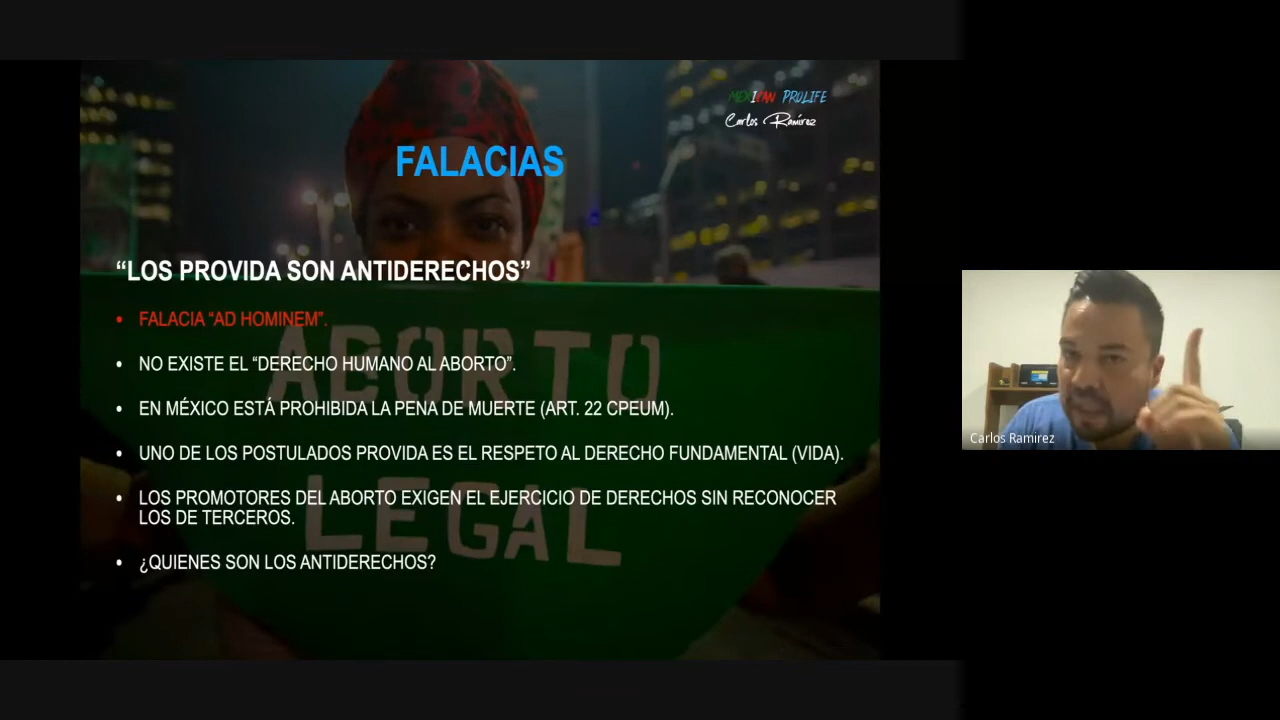 MEXICAN PROLIFE
Carlos Ramírez
FALACIAS
“LOS PROVIDA SON ANTIDERECHOS”
• FALACIA “AD HOMINEM”.
• NO EXISTE EL “DERECHO HUMANO AL ABORTO”.
• EN MÉXICO ESTÁ PROHIBIDA LA PENA DE MUERTE (ART. 22 CPEUM).
• UNO DE LOS POSTULADOS PROVIDA ES EL RESPETO AL DERECHO FUNDAMENTAL (VIDA).
• LOS PROMOTORES DEL ABORTO EXIGEN EL EJERCICIO DE DERECHOS SIN RECONOCER
LOS DE TERCEROS.
• ¿QUIENES SON LOS ANTIDERECHOS?
ABORTO
LEGAL
Carlos Ramirez